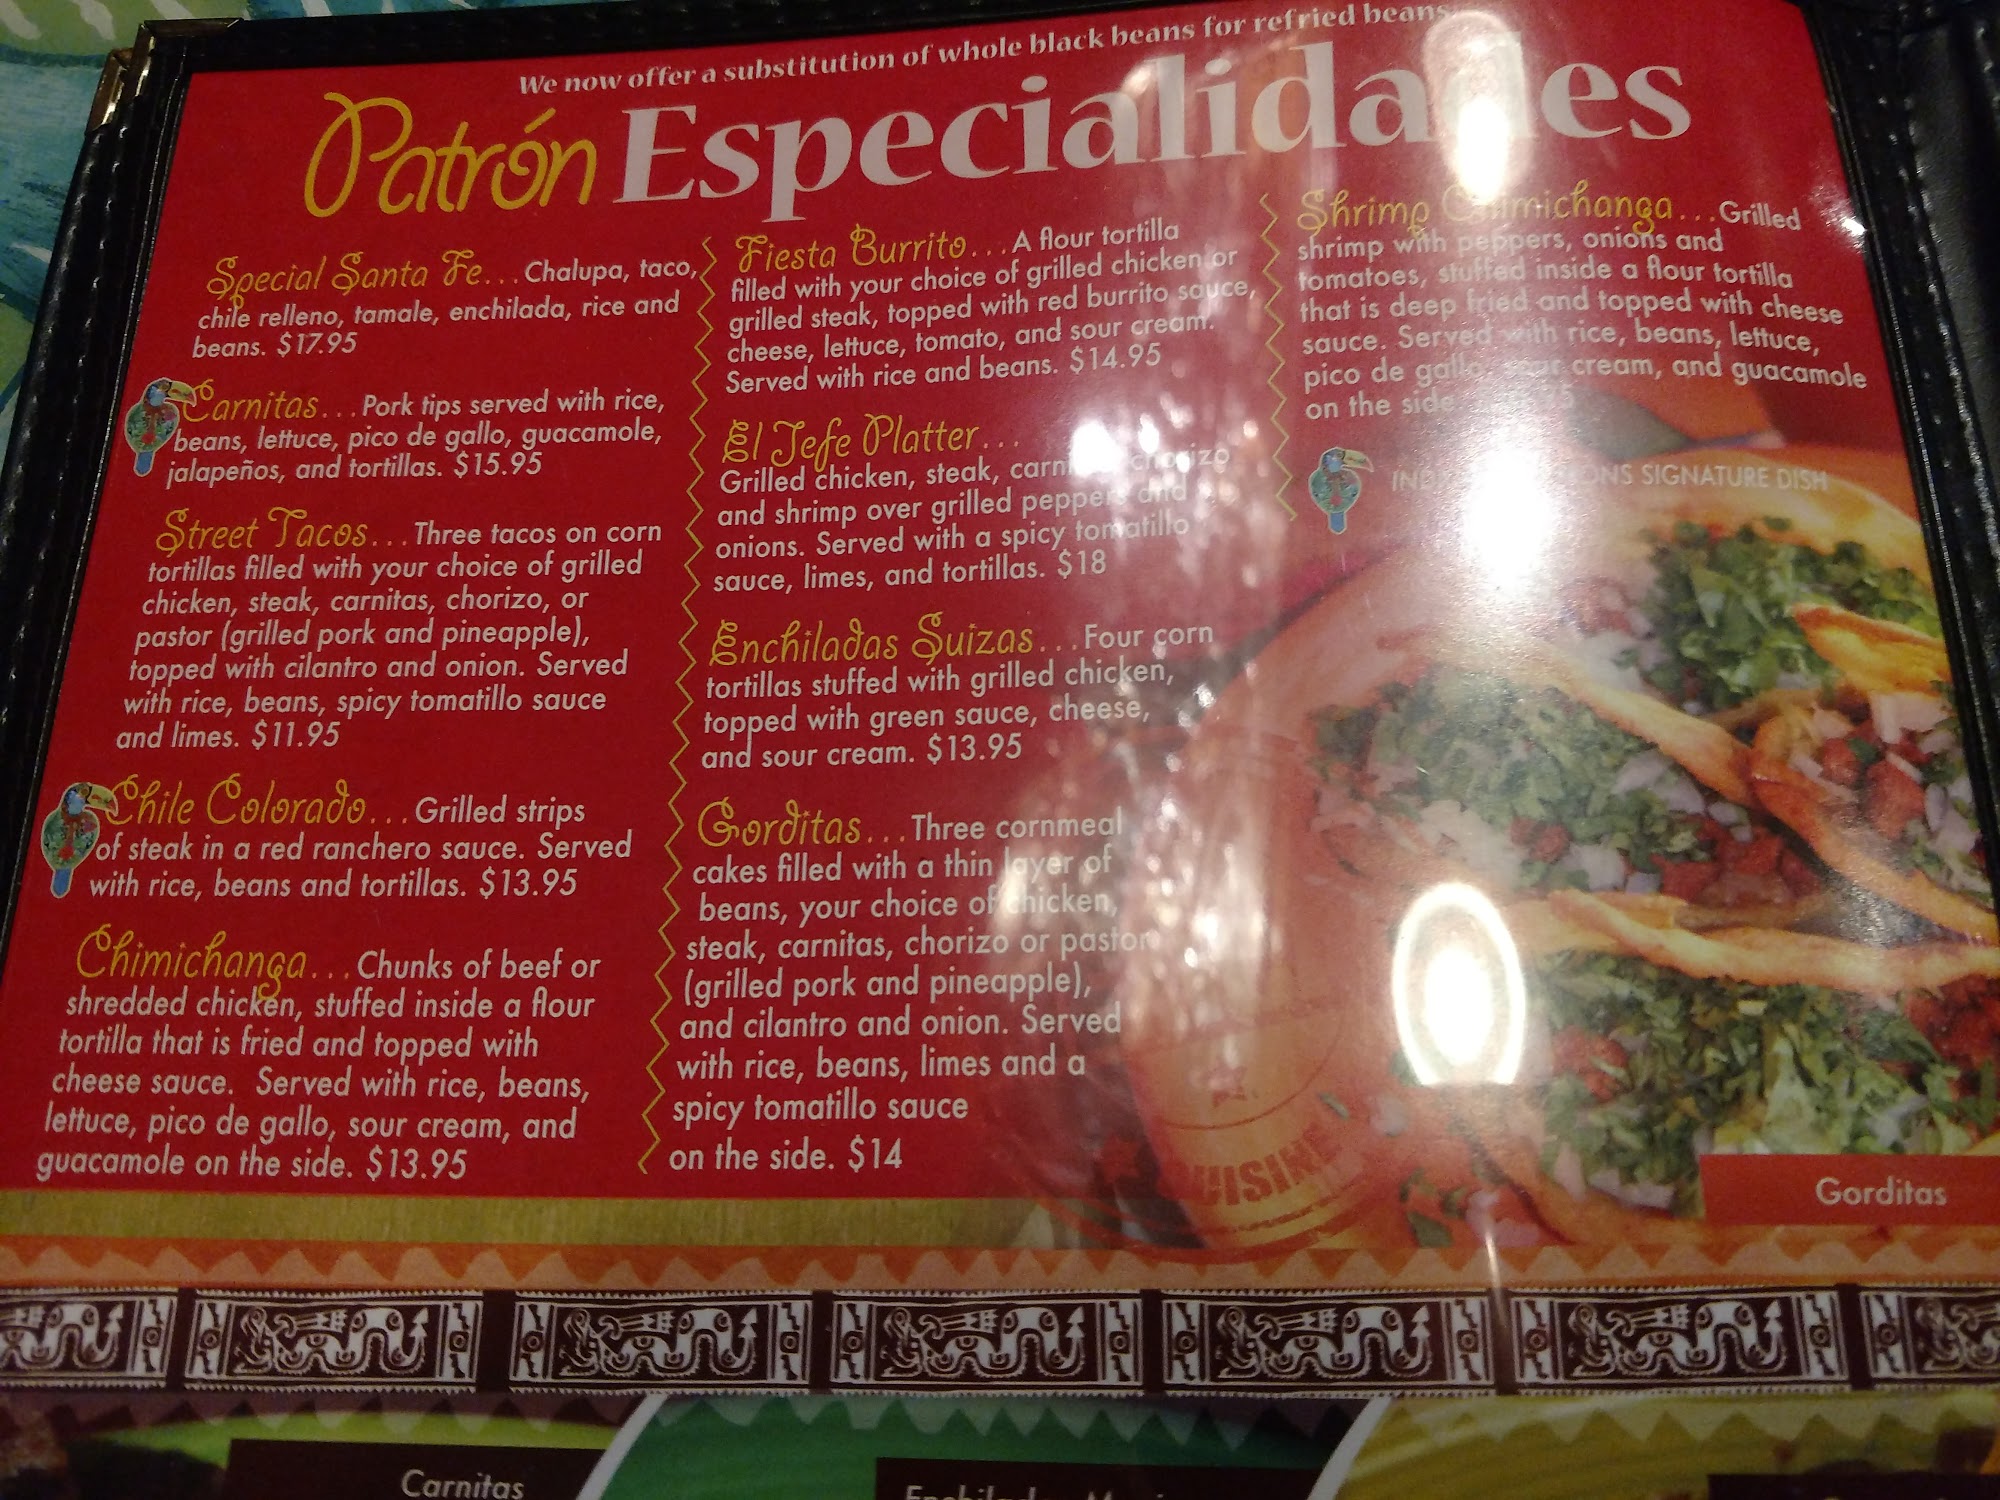 We now offer a substitution of whole black beans for refried beans
Patrón Especialidades
Special Santa Fe... Chalupa, taco,
chile relleno, tamale, enchilada, rice and
beans. $17.95
Carnitas... Pork tips served with rice,
beans, lettuce, pico de gallo, guacamole,
jalapeños, and tortillas. $15.95
Street Tacos... Three tacos on corn
tortillas filled with your choice of grilled
chicken, steak, carnitas, chorizo, or
pastor (grilled pork and pineapple),
topped with cilantro and onion. Served
with rice, beans, spicy tomatillo sauce
and limes. $11.95
Chile Colorado... Grilled strips
of steak in a red ranchero sauce. Served
with rice, beans and tortillas. $13.95
Chimichanga... Chunks of beef or
shredded chicken, stuffed inside a flour
tortilla that is fried and topped with
cheese sauce. Served with rice, beans,
lettuce, pico de gallo, sour cream, and
guacamole on the side. $13.95
Fiesta Burrito... A flour tortilla
filled with your choice of grilled chicken or
grilled steak, topped with red burrito sauce,
cheese, lettuce, tomato, and sour cream.
Served with rice and beans. $14.95
El Jefe Platter...
Grilled chicken, steak, carnitas, chorizo
and shrimp over grilled peppers and
onions. Served with a spicy tomatillo
sauce, limes, and tortillas. $18
Enchiladas Suizas... Four corn
tortillas stuffed with grilled chicken,
topped with green sauce, cheese,
and sour cream. $13.95
Gorditas... Three cornmeal
cakes filled with a thin layer of
beans, your choice of chicken,
steak, carnitas, chorizo or pastor
(grilled pork and pineapple),
and cilantro and onion. Served
with rice, beans, limes and a
spicy tomatillo sauce
on the side. $14
Shrimp Chimichanga... Grilled
shrimp with peppers, onions and
tomatoes, stuffed inside a flour tortilla
that is deep fried and topped with cheese
sauce. Served with rice, beans, lettuce,
pico de gallo, sour cream, and guacamole
on the side
SIGNATURE DISH
CUISINE
Gorditas
Carnitas